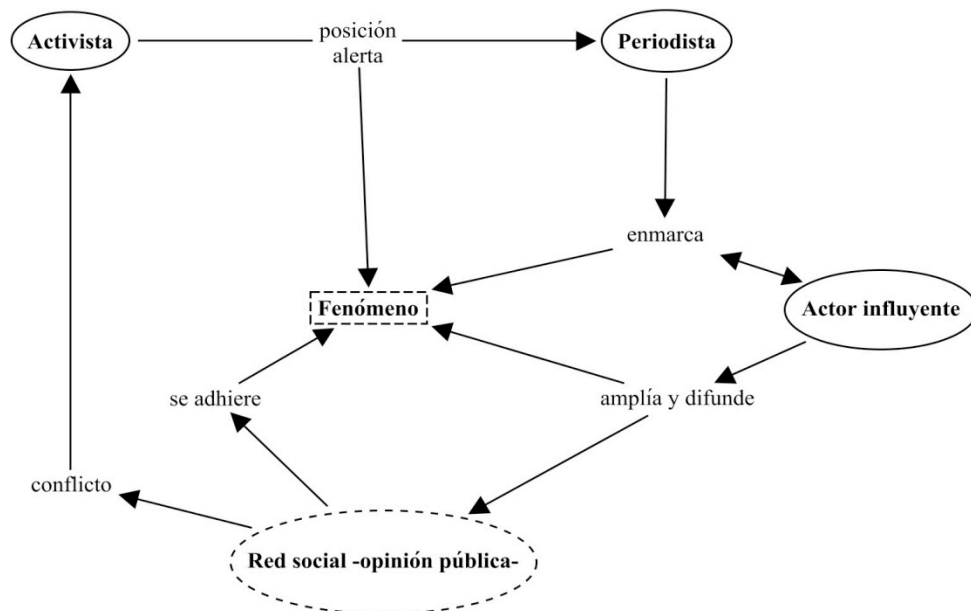 Activista
posición
alerta
Periodista
enmarca
Fenómeno
Actor influyente
se adhiere
amplía y difunde
conflicto
Red social -opinión pública-